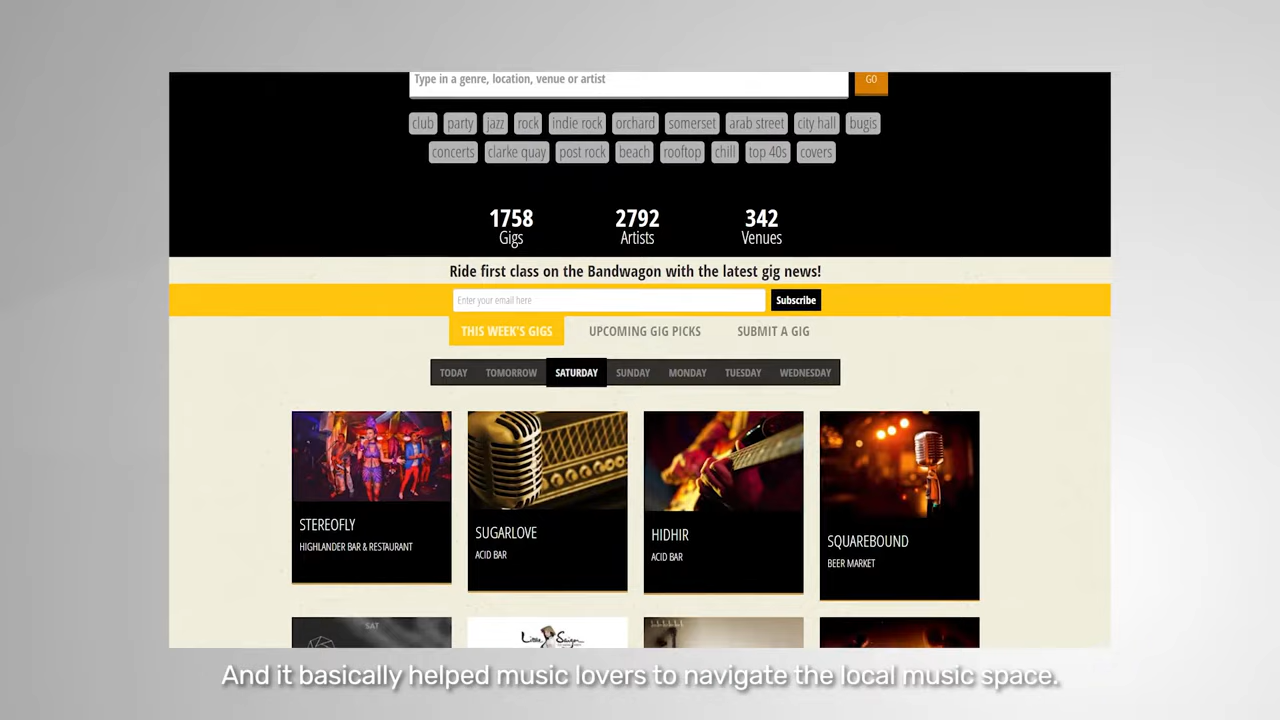 Type in a genre, location, venue or artist GO
club party jazz rock indie rock orchard somerset arab street city hall bugis
concerts clarke quay post rock beach rooftop chill top 40s covers
1758 2792 342
Gigs Artists Venues
Ride first class on the Bandwagon with the latest gig news!
Enter your email here Subscribe
THIS WEEK'S GIGS UPCOMING GIG PICKS SUBMIT A GIG
TODAY TOMORROW SATURDAY SUNDAY MONDAY TUESDAY WEDNESDAY
STEREOFLY
HIGHLANDER BAR & RESTAURANT
SUGARLOVE
ACID BAR
HIDHIR
ACID BAR
SQUAREBOUND
BEER MARKET
SAT
Little Saigon
And it basically helped music lovers to navigate the local music space.